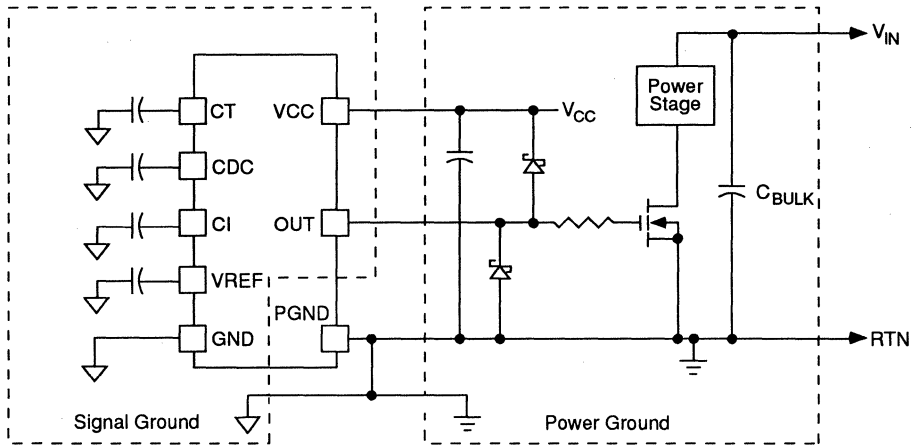 V_IN
Power
Stage
CT
VCC
V_CC
CDC
C_BULK
CI
OUT
VREF
PGND
GND
RTN
Signal Ground
Power Ground